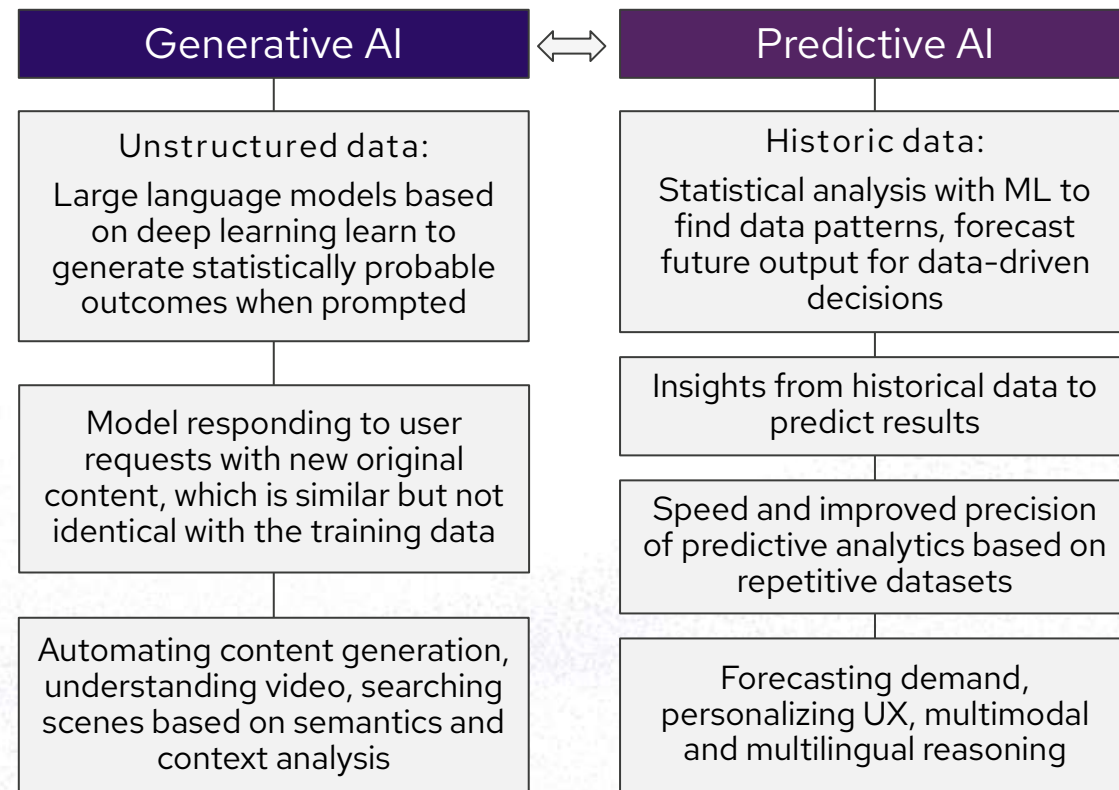 Generative AI
Unstructured data:
Large language models based
on deep learning learn to
generate statistically probable
outcomes when prompted
Model responding to user
requests with new original
content, which is similar but not
identical with the training data
Automating content generation,
understanding video, searching
scenes based on semantics and
context analysis
Predictive AI
Historic data:
Statistical analysis with ML to
find data patterns, forecast
future output for data-driven
decisions
Insights from historical data to
predict results
Speed and improved precision
of predictive analytics based on
repetitive datasets
Forecasting demand,
personalizing UX, multimodal
and multilingual reasoning